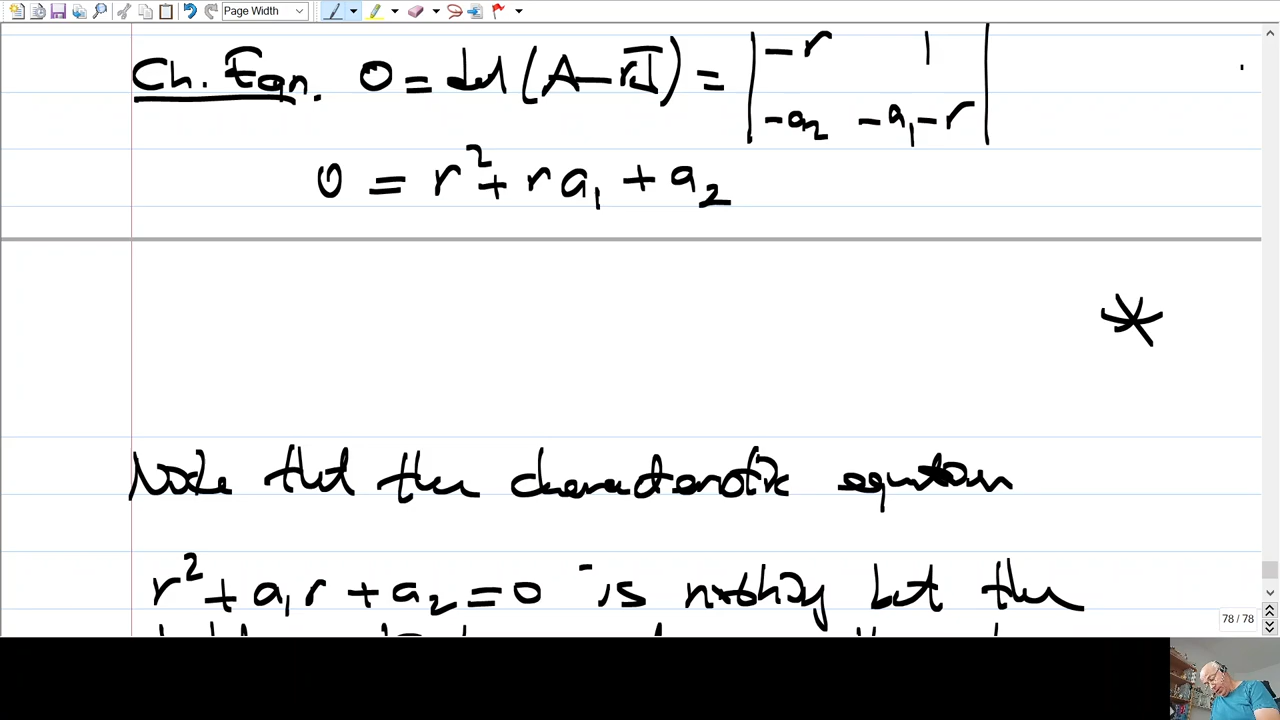 Page Width
Ch. Eqn. 0 = det (A - rI) = | -r 1
-a₂ -a₁ - r |
0 = r² + r a₁ + a₂
*
Note that the characteristic equation
r² + a₁r + a₂ = 0 is nothing but the
78 / 78